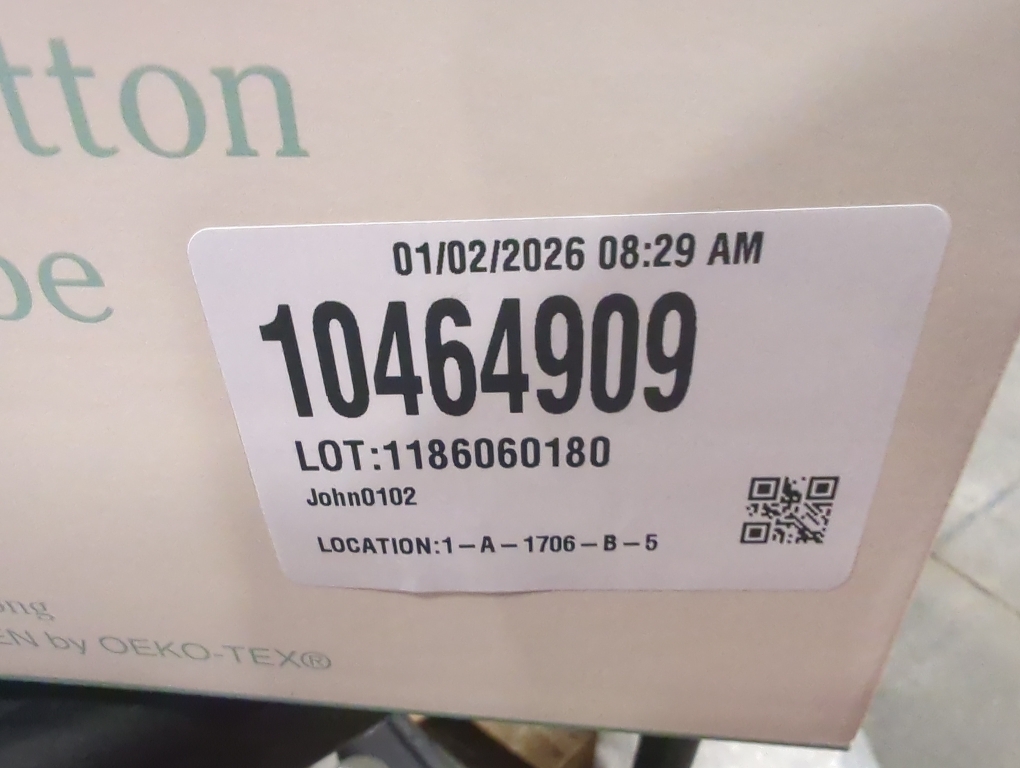 tton
be
01/02/2026 08:29 AM
10464909
LOT:1186060180
John0102
LOCATION:1-A-1706-B-5
ong
EN by OEKO-TEX®